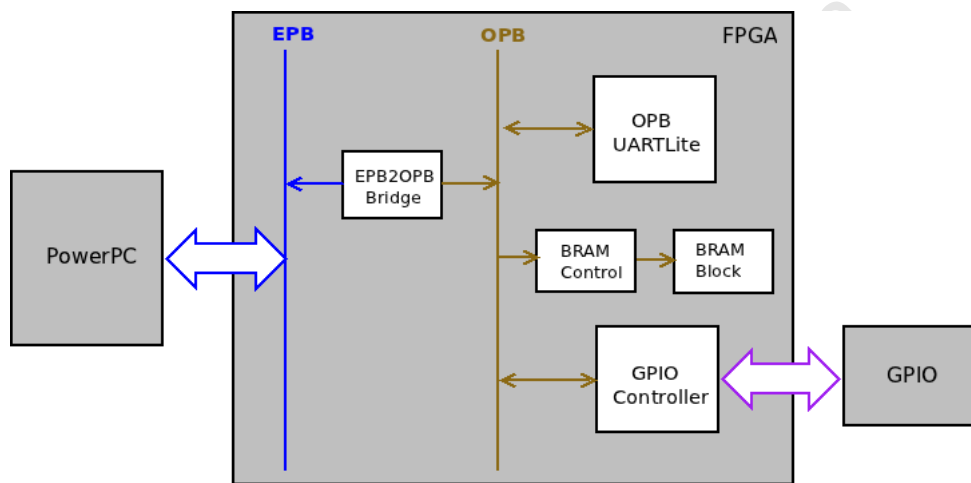 EPB
OPB
FPGA
OPB
UARTLite
EPB2OPB
Bridge
PowerPC
BRAM
Control
BRAM
Block
GPIO
Controller
GPIO